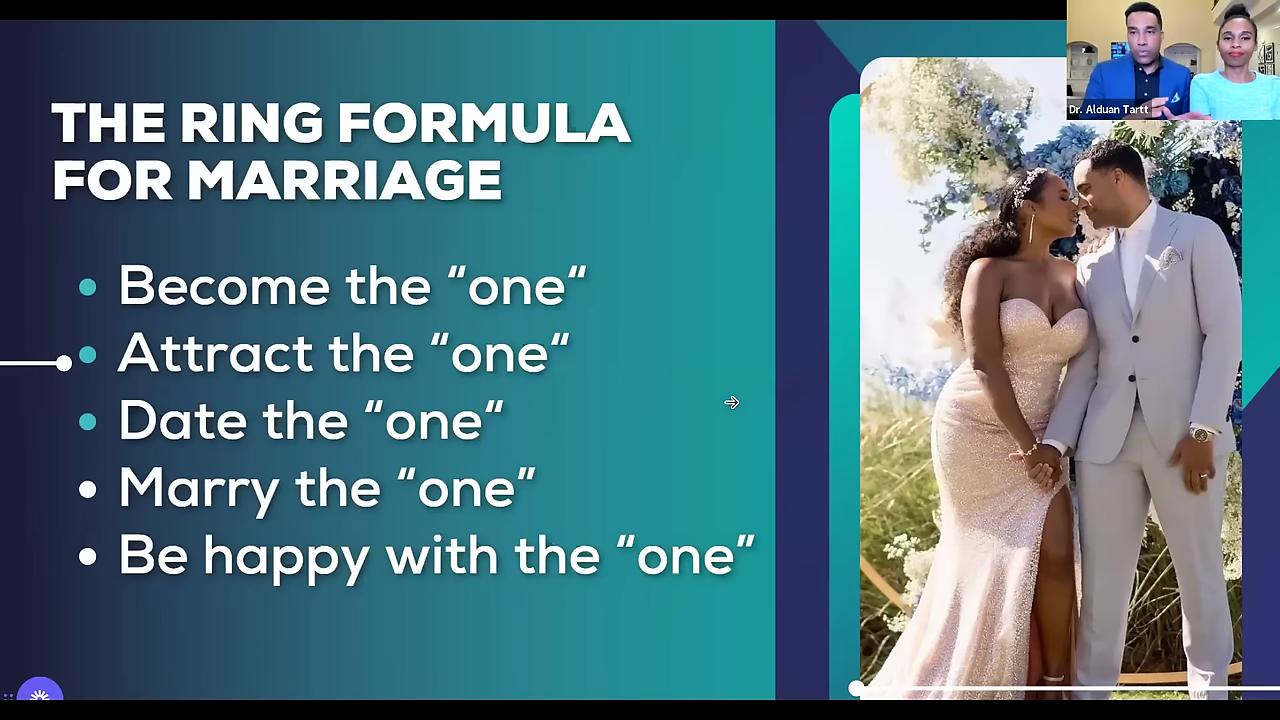 THE RING FORMULA
FOR MARRIAGE
• Become the “one“
• Attract the “one“
• Date the “one“
• Marry the “one”
• Be happy with the “one”
Dr. Alduan Tartt